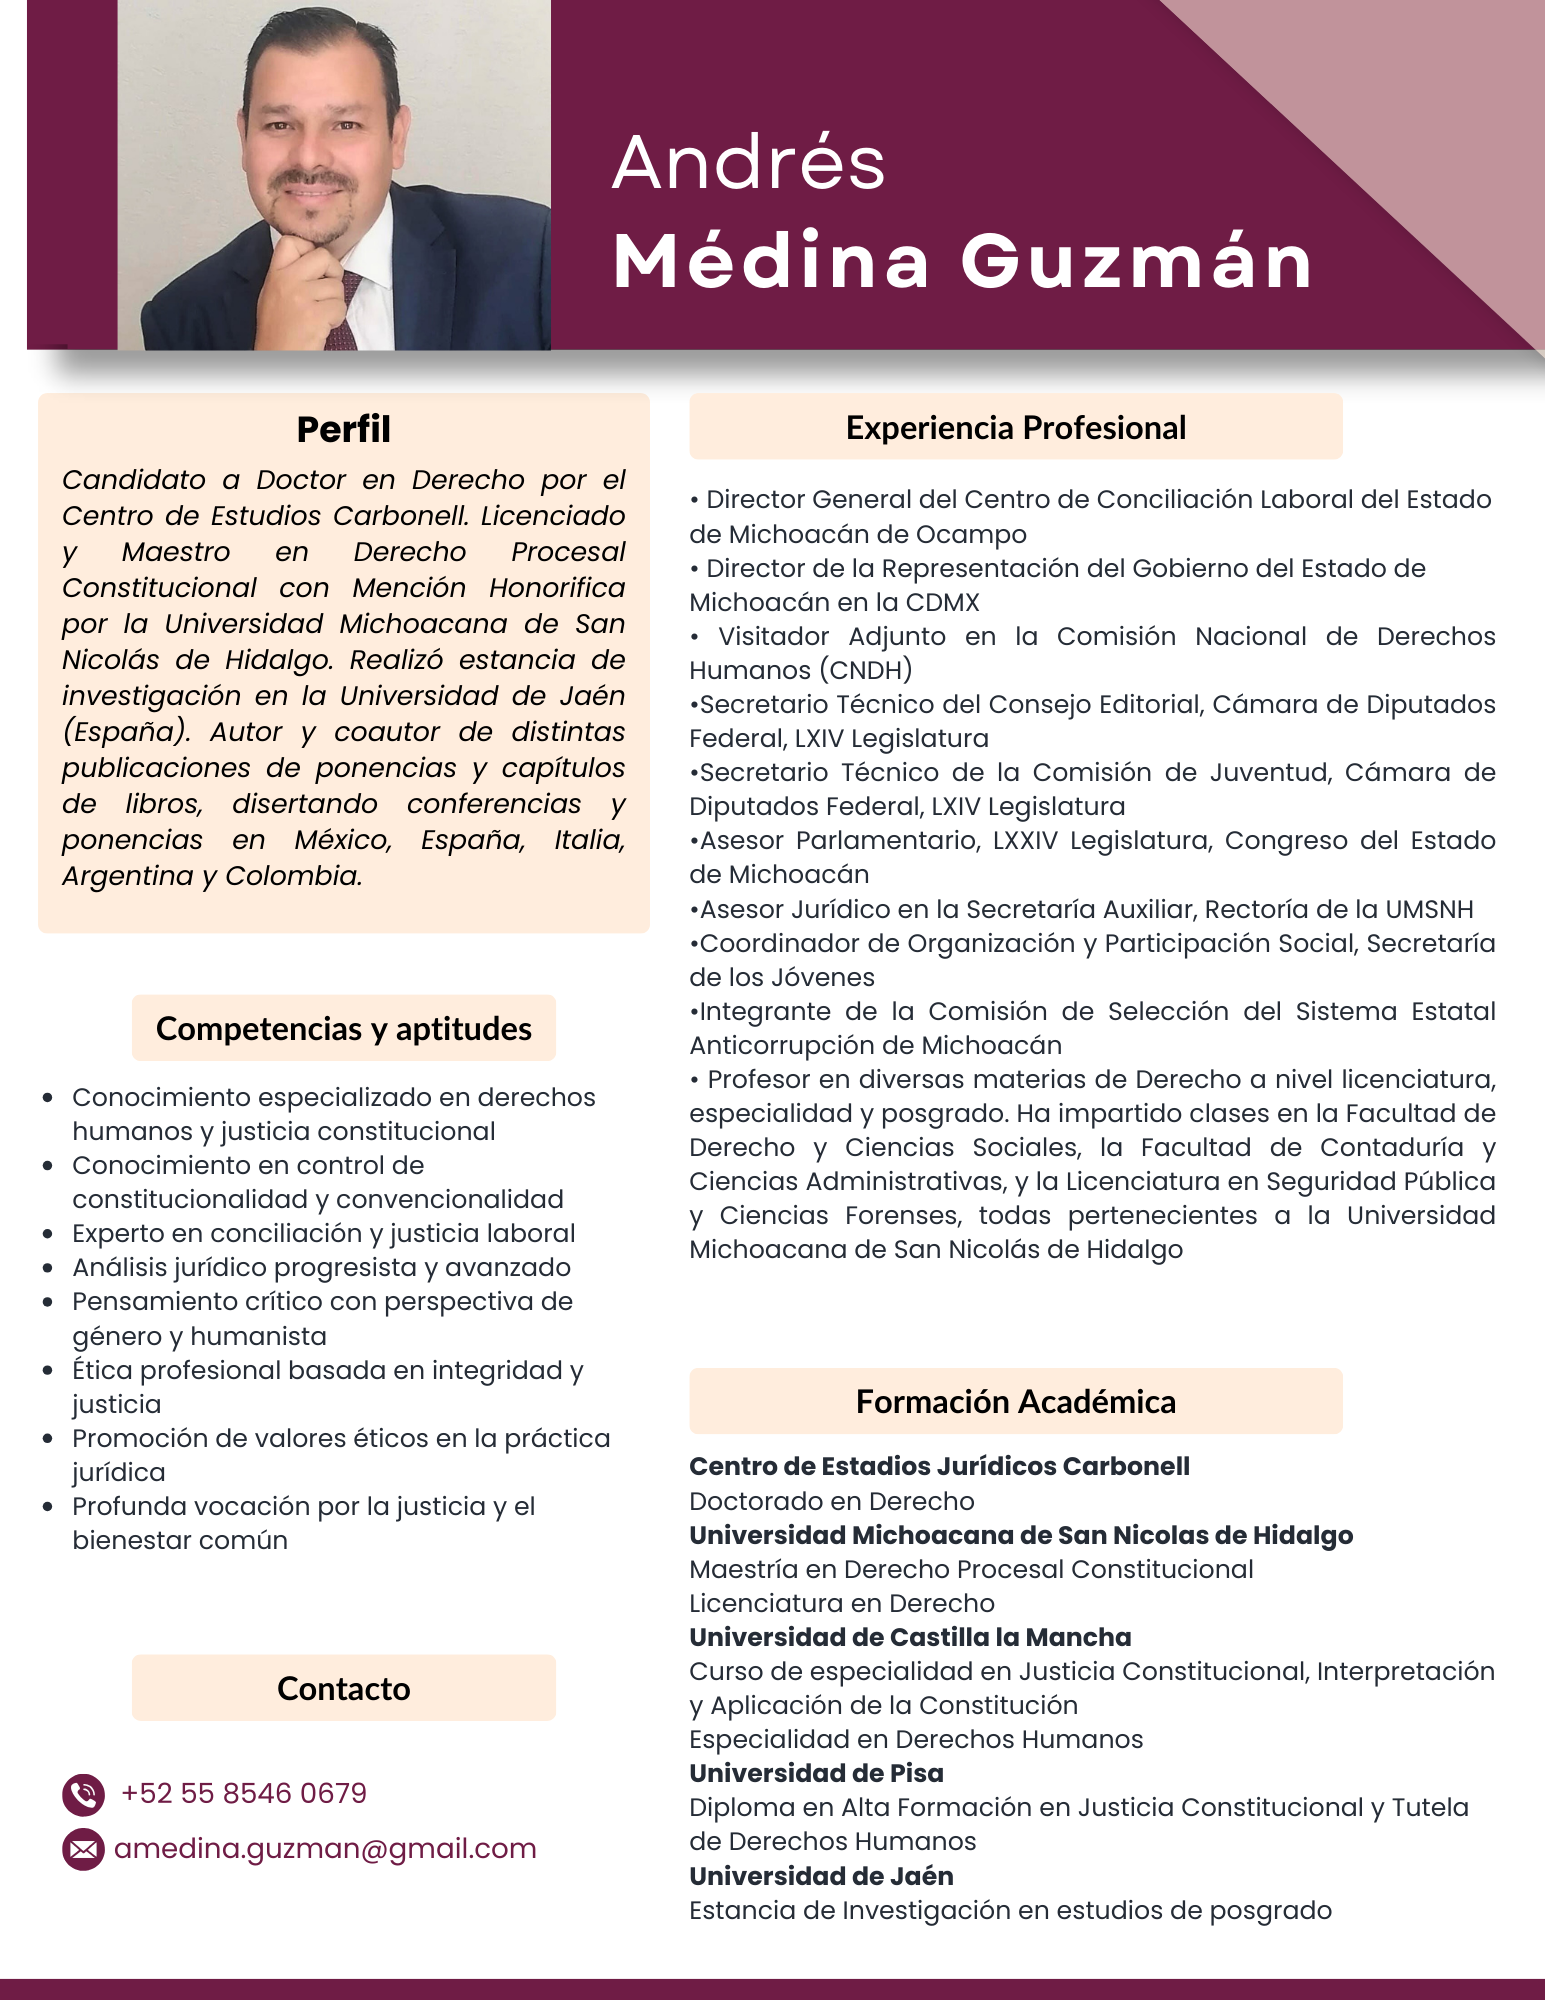 Andrés
Médina Guzmán
Perfil
Candidato a Doctor en Derecho por el
Centro de Estudios Carbonell. Licenciado
y Maestro en Derecho Procesal
Constitucional con Mención Honorifica
por la Universidad Michoacana de San
Nicolás de Hidalgo. Realizó estancia de
investigación en la Universidad de Jaén
(España). Autor y coautor de distintas
publicaciones de ponencias y capítulos
de libros, disertando conferencias y
ponencias en México, España, Italia,
Argentina y Colombia.
Competencias y aptitudes
• Conocimiento especializado en derechos
humanos y justicia constitucional
• Conocimiento en control de
constitucionalidad y convencionalidad
• Experto en conciliación y justicia laboral
• Análisis jurídico progresista y avanzado
• Pensamiento crítico con perspectiva de
género y humanista
• Ética profesional basada en integridad y
justicia
• Promoción de valores éticos en la práctica
jurídica
• Profunda vocación por la justicia y el
bienestar común
Contacto
+52 55 8546 0679
amedina.guzman@gmail.com
Experiencia Profesional
• Director General del Centro de Conciliación Laboral del Estado
de Michoacán de Ocampo
• Director de la Representación del Gobierno del Estado de
Michoacán en la CDMX
• Visitador Adjunto en la Comisión Nacional de Derechos
Humanos (CNDH)
•Secretario Técnico del Consejo Editorial, Cámara de Diputados
Federal, LXIV Legislatura
•Secretario Técnico de la Comisión de Juventud, Cámara de
Diputados Federal, LXIV Legislatura
•Asesor Parlamentario, LXXIV Legislatura, Congreso del Estado
de Michoacán
•Asesor Jurídico en la Secretaría Auxiliar, Rectoría de la UMSNH
•Coordinador de Organización y Participación Social, Secretaría
de los Jóvenes
•Integrante de la Comisión de Selección del Sistema Estatal
Anticorrupción de Michoacán
• Profesor en diversas materias de Derecho a nivel licenciatura,
especialidad y posgrado. Ha impartido clases en la Facultad de
Derecho y Ciencias Sociales, la Facultad de Contaduría y
Ciencias Administrativas, y la Licenciatura en Seguridad Pública
y Ciencias Forenses, todas pertenecientes a la Universidad
Michoacana de San Nicolás de Hidalgo
Formación Académica
Centro de Estadios Jurídicos Carbonell
Doctorado en Derecho
Universidad Michoacana de San Nicolas de Hidalgo
Maestría en Derecho Procesal Constitucional
Licenciatura en Derecho
Universidad de Castilla la Mancha
Curso de especialidad en Justicia Constitucional, Interpretación
y Aplicación de la Constitución
Especialidad en Derechos Humanos
Universidad de Pisa
Diploma en Alta Formación en Justicia Constitucional y Tutela
de Derechos Humanos
Universidad de Jaén
Estancia de Investigación en estudios de posgrado